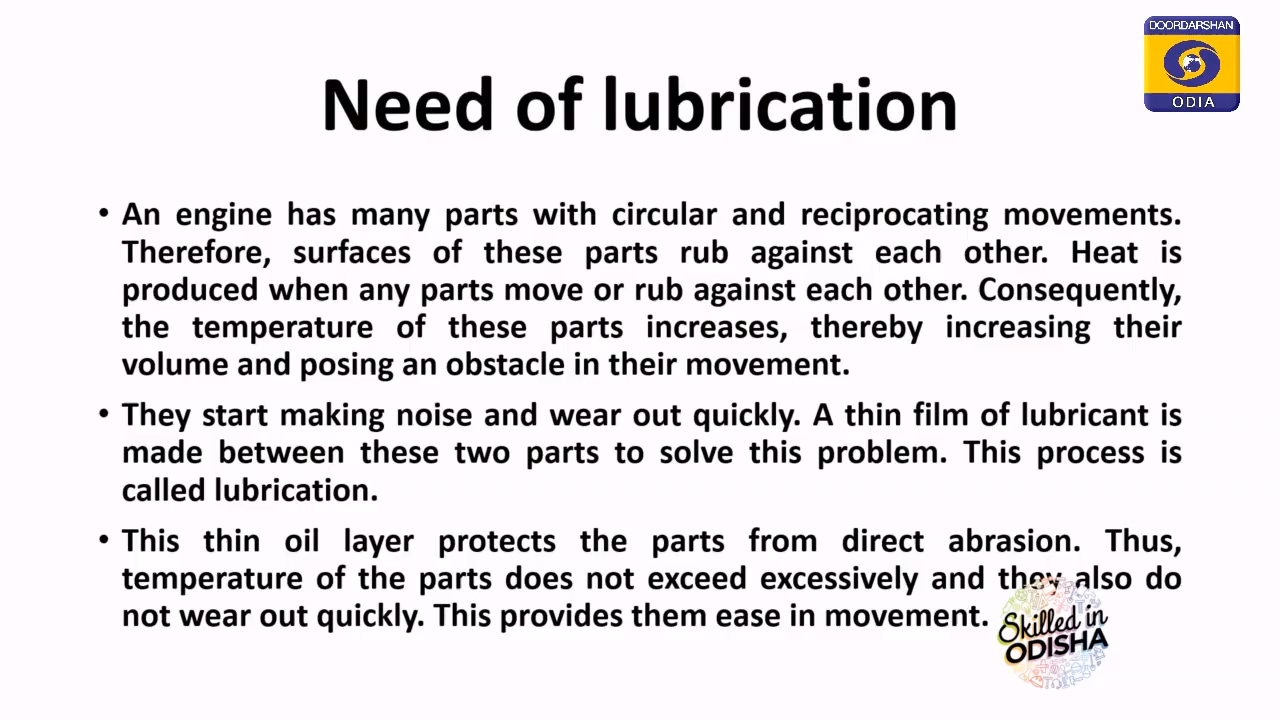 DOORDARSHAN
ODIA
Need of lubrication
• An engine has many parts with circular and reciprocating movements.
Therefore, surfaces of these parts rub against each other. Heat is
produced when any parts move or rub against each other. Consequently,
the temperature of these parts increases, thereby increasing their
volume and posing an obstacle in their movement.
• They start making noise and wear out quickly. A thin film of lubricant is
made between these two parts to solve this problem. This process is
called lubrication.
• This thin oil layer protects the parts from direct abrasion. Thus,
temperature of the parts does not exceed excessively and they also do
not wear out quickly. This provides them ease in movement.
Skilled in
ODISHA